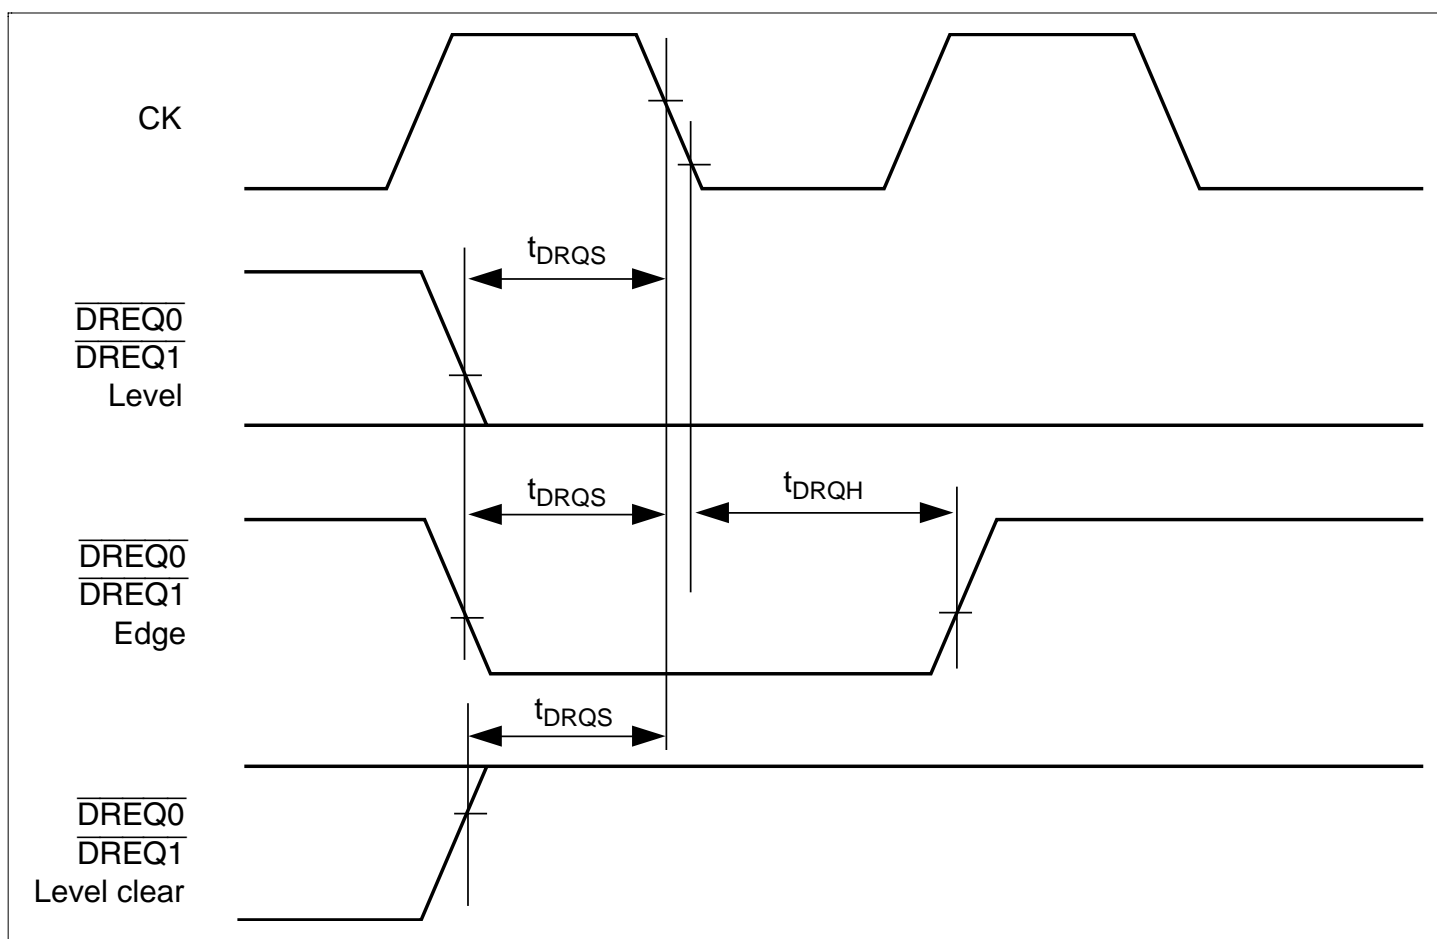 CK
tDRQS
DREQ0
DREQ1
Level
tDRQS
tDRQH
DREQ0
DREQ1
Edge
tDRQS
DREQ0
DREQ1
Level clear